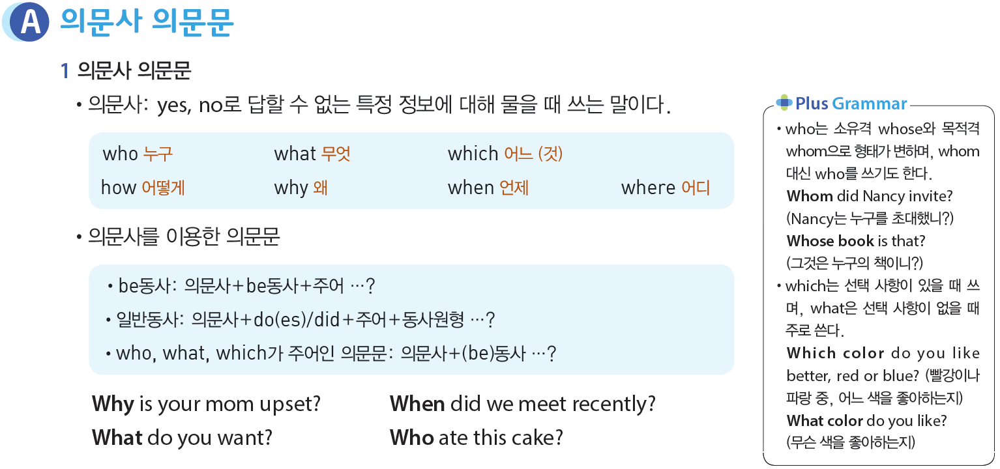 A 의문사 의문문
1 의문사 의문문
• 의문사: yes, no로 답할 수 없는 특정 정보에 대해 물을 때 쓰는 말이다.
who 누구 what 무엇 which 어느 (것)
how 어떻게 why 왜 when 언제 where 어디
• 의문사를 이용한 의문문
• be동사: 의문사+be동사+주어 …?
• 일반동사: 의문사+do(es)/did+주어+동사원형 …?
• who, what, which가 주어인 의문문: 의문사+(be)동사 …?
Why is your mom upset? When did we meet recently?
What do you want? Who ate this cake?
Plus Grammar
• who는 소유격 whose와 목적격
whom으로 형태가 변하며, whom
대신 who를 쓰기도 한다.
Whom did Nancy invite?
(Nancy는 누구를 초대했니?)
Whose book is that?
(그것은 누구의 책이니?)
• which는 선택 사항이 있을 때 쓰
며, what은 선택 사항이 없을 때
주로 쓴다.
Which color do you like
better, red or blue? (빨강이나
파랑 중, 어느 색을 좋아하는지)
What color do you like?
(무슨 색을 좋아하는지)